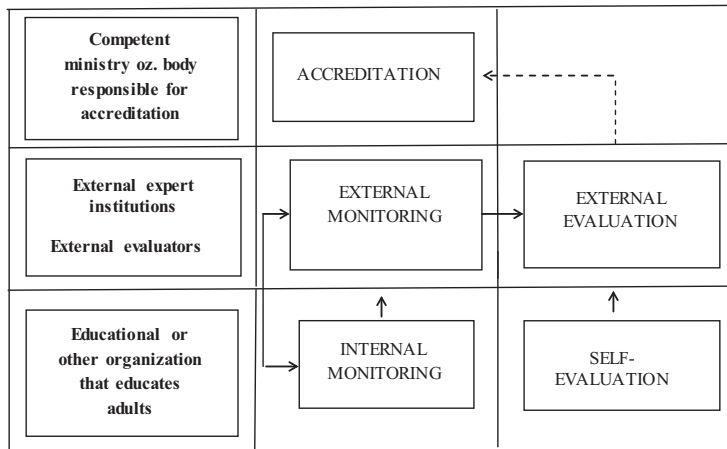 Competent
ministry oz. body
responsible for
accreditation
ACCREDITATION
External expert
institutions
External evaluators
EXTERNAL
MONITORING
EXTERNAL
EVALUATION
Educational or
other organization
that educates
adults
INTERNAL
MONITORING
SELF-
EVALUATION